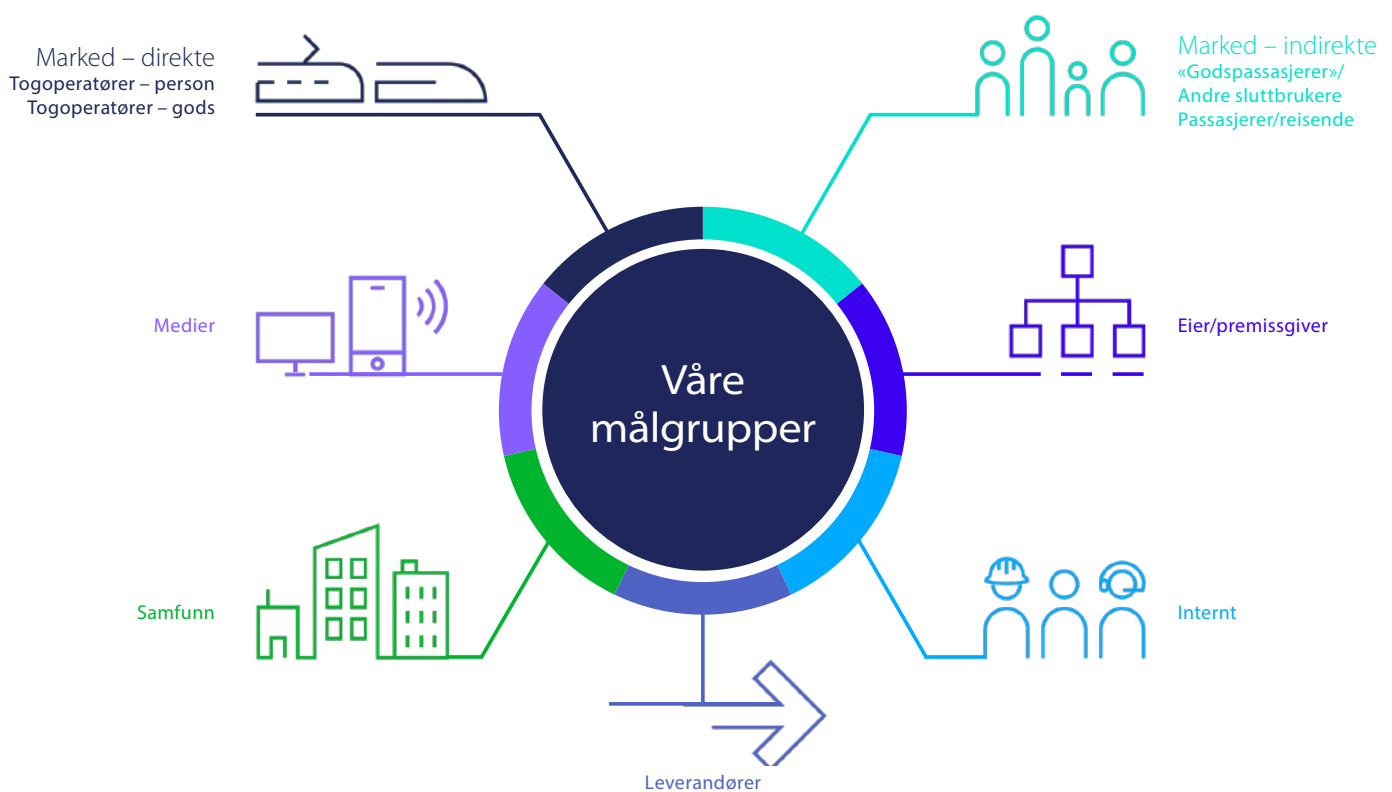 Marked – direkte
Togoperatører – person
Togoperatører – gods
Marked – indirekte
«Godspassasjerer»/
Andre sluttbrukere
Passasjerer/reisende
Medier
Våre
målgrupper
Eier/premissgiver
Samfunn
Internt
Leverandører